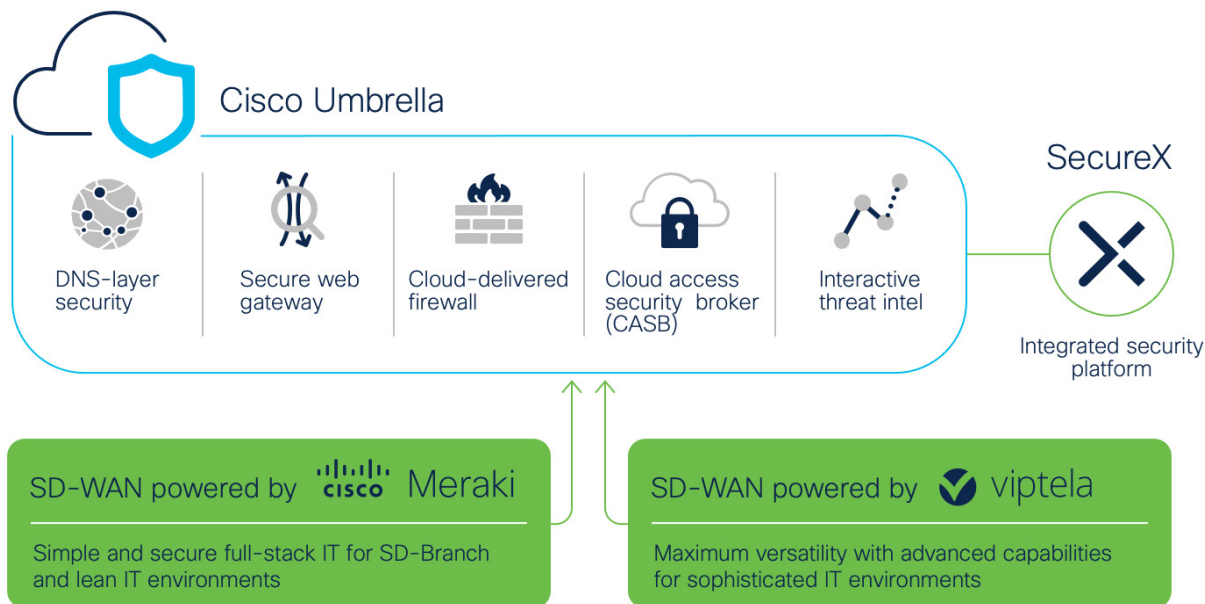 Cisco Umbrella
SecureX
DNS-layer
security
Secure web
gateway
Cloud-delivered
firewall
Cloud access
security broker
(CASB)
Interactive
threat intel
Integrated security
platform
SD-WAN powered by cisco Meraki
Simple and secure full-stack IT for SD-Branch
and lean IT environments
SD-WAN powered by viptela
Maximum versatility with advanced capabilities
for sophisticated IT environments